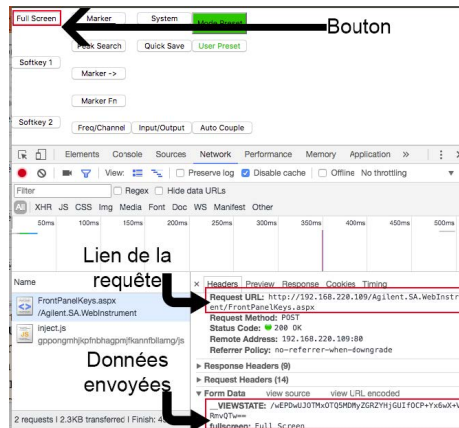 Full Screen Marker System Mode Preset
Bouton
Peak Search Quick Save User Preset
Softkey 1
Marker ->
Marker Fn
Softkey 2
Freq/Channel Input/Output Auto Couple
Elements Console Sources Network Performance Memory Application »
View: Preserve log Disable cache Offline No throttling
Filter Regex Hide data URLs
All XHR JS CSS Img Media Font Doc WS Manifest Other
50ms 100ms 150ms 200ms 250ms 300ms 350ms 400ms 450ms 500ms
Lien de la
requête
Name
FrontPanelKeys.aspx
/Agilent.SA.WebInstrument
inject.js
gppongmhjkpfnbhagpmjfkannfbllamg/js
Données
envoyées
2 requests | 2.3KB transferred | Finish:
× Headers Preview Response Cookies Timing
Request URL: http://192.168.220.109/Agilent.SA.WebInstr
ent/FrontPanelKeys.aspx
Request Method: POST
Status Code: 200 OK
Remote Address: 192.168.220.109:80
Referrer Policy: no-referrer-when-downgrade
Response Headers (9)
Request Headers (14)
Form Data view source view URL encoded
RmvQTw==
fullscreen: Full Screen